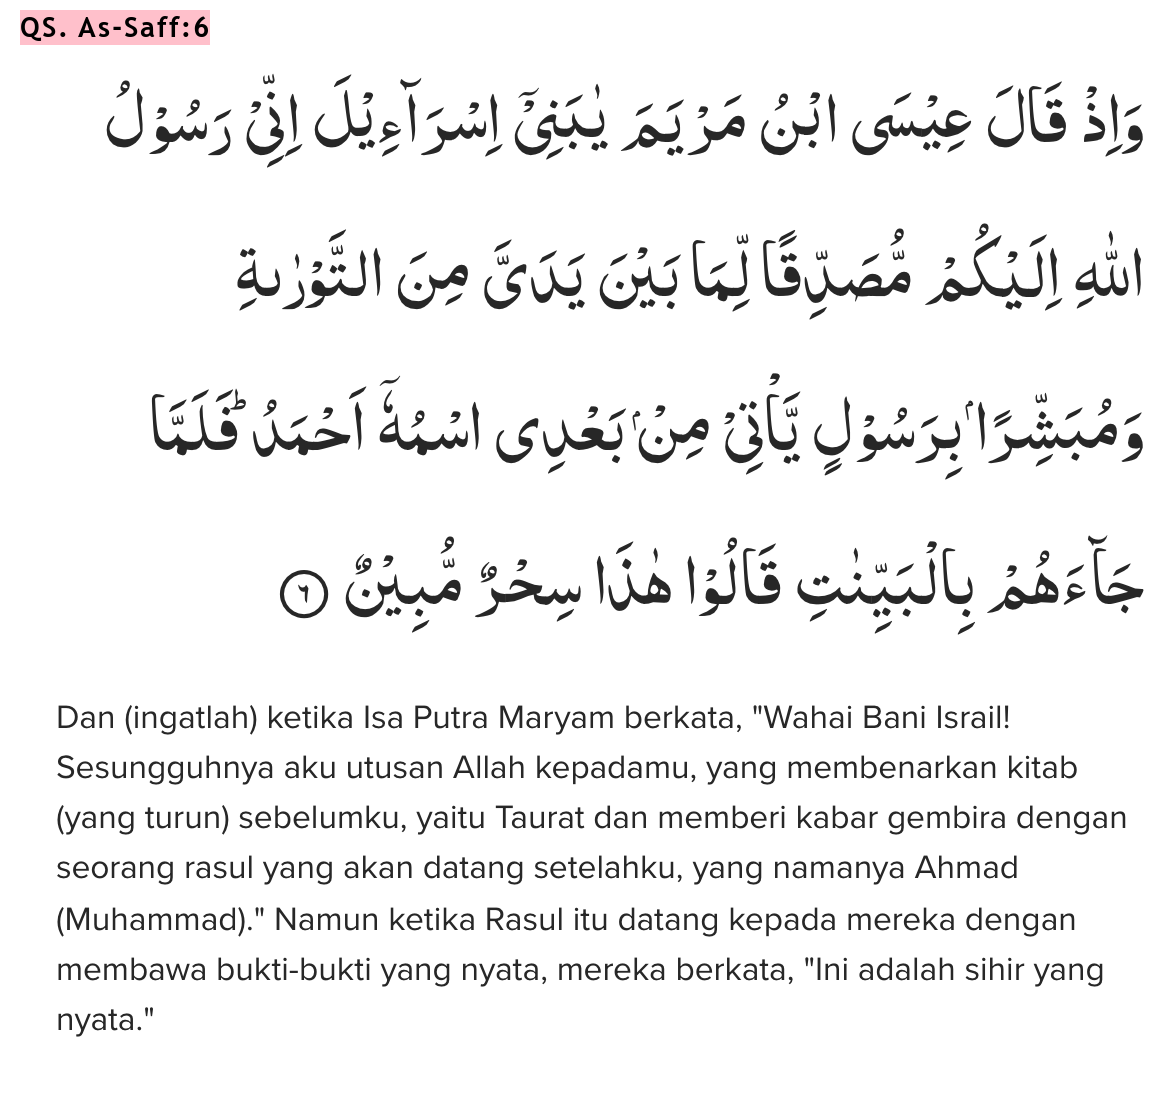 QS. As-Saff:6
وَاِذْ قَالَ عِيْسَى ابْنُ مَرْيَمَ يٰبَنِيْٓ اِسْرَاۤءِيْلَ اِنِّيْ رَسُوْلُ
اللّٰهِ اِلَيْكُمْ مُّصَدِّقًا لِّمَا بَيْنَ يَدَيَّ مِنَ التَّوْرٰىةِ
وَمُبَشِّرًاۢ بِرَسُوْلٍ يَّأْتِيْ مِنْۢ بَعْدِى اسْمُهٗٓ اَحْمَدُۗ فَلَمَّا
جَاۤءَهُمْ بِالْبَيِّنٰتِ قَالُوْا هٰذَا سِحْرٌ مُّبِيْنٌ ٦
Dan (ingatlah) ketika Isa Putra Maryam berkata, "Wahai Bani Israil!
Sesungguhnya aku utusan Allah kepadamu, yang membenarkan kitab
(yang turun) sebelumku, yaitu Taurat dan memberi kabar gembira dengan
seorang rasul yang akan datang setelahku, yang namanya Ahmad
(Muhammad)." Namun ketika Rasul itu datang kepada mereka dengan
membawa bukti-bukti yang nyata, mereka berkata, "Ini adalah sihir yang
nyata."